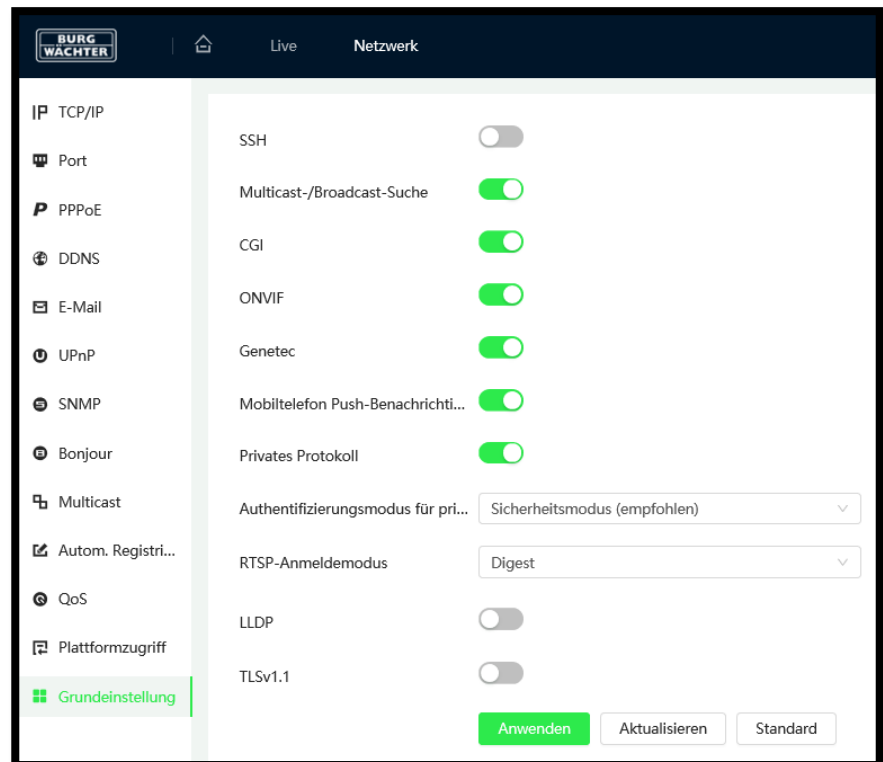 BURG
WÄCHTER
Live
Netzwerk
TCP/IP
Port
PPPoE
DDNS
E-Mail
UPnP
SNMP
Bonjour
Multicast
Autom. Registri...
QoS
Plattformzugriff
Grundeinstellung
SSH
Multicast-/Broadcast-Suche
CGI
ONVIF
Genetec
Mobiltelefon Push-Benachrichti...
Privates Protokoll
Authentifizierungsmodus für pri... Sicherheitsmodus (empfohlen)
RTSP-Anmeldemodus Digest
LLDP
TLSv1.1
Anwenden Aktualisieren Standard